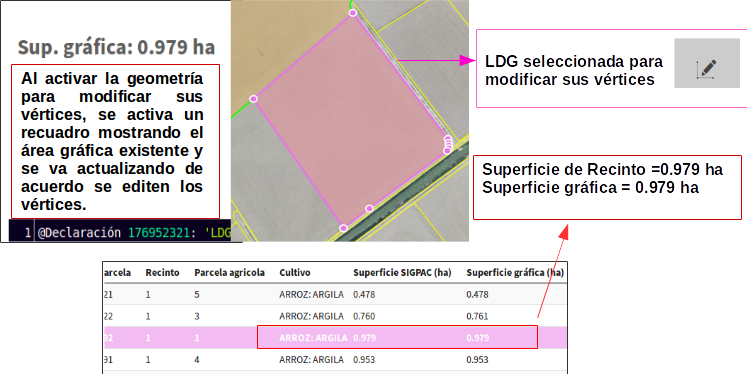 Sup. gráfica: 0.979 ha
Al activar la geometría
para modificar sus
vértices, se activa un
recuadro mostrando el
área gráfica existente y
se va actualizando de
acuerdo se editen los
vértices.
1 @Declaración 176952321: 'LDG
LDG seleccionada para
modificar sus vértices
Superficie de Recinto =0.979 ha
Superficie gráfica = 0.979 ha
arcela Recinto Parcela agricola Cultivo Superficie SIGPAC (ha) Superficie gráfica (ha)
21 1 5 ARROZ: ARGILA 0.478 0.478
22 1 3 ARROZ: ARGILA 0.760 0.761
32 1 1 ARROZ: ARGILA 0.979 0.979
91 1 4 ARROZ: ARGILA 0.953 0.953